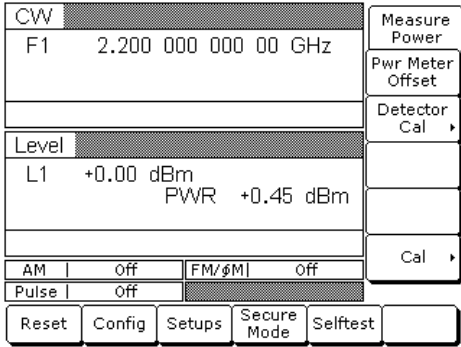 CW
F1 2.200 000 000 00 GHz
Level
L1 +0.00 dBm
PWR +0.45 dBm
AM | Off FM/ϕM| Off
Pulse | Off
Measure
Power
Pwr Meter
Offset
Detector
Cal
Cal
Reset Config Setups Secure Mode Selftest